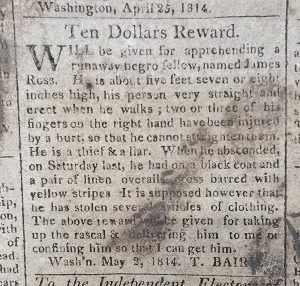 Washington, April 25, 1814.
Ten Dollars Reward.
WILL be given for apprehending a
runaway negro fellow, named James
Ross. He is about five feet seven or eight
inches high, his person very straight and
erect when he walks; two or three of his
fingers on the right hand have been injured
by a hurt, so that he cannot straighten them.
He is a thief & a liar. When he absconded,
on Saturday last, he had on a black coat and
a pair of linen overalls cross barred with
yellow stripes It is supposed however that
he has stolen several articles of clothing.
The above reward will be given for taking
up the rascal & delivering him to me or
confining him so that I can get him.
Wash'n. May 2, 1814. T. BAIRD
To the Independent Electors of